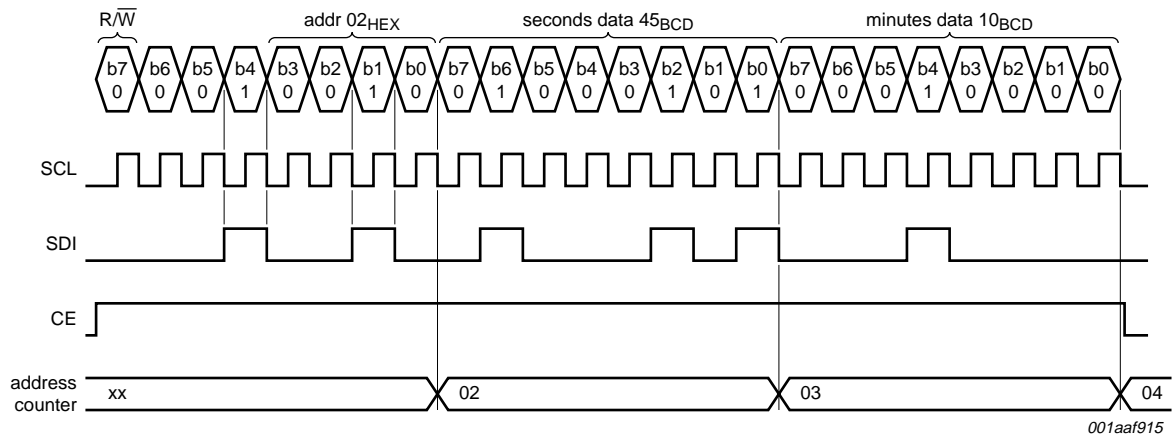 R/W addr 02HEX seconds data 45BCD minutes data 10BCD
b7 b6 b5 b4 b3 b2 b1 b0 b7 b6 b5 b4 b3 b2 b1 b0 b7 b6 b5 b4 b3 b2 b1 b0
0 0 0 1 0 0 1 0 0 1 0 0 0 1 0 1 0 0 0 1 0 0 0 0
SCL
SDI
CE
address
counter
xx 02 03 04
001aaf915